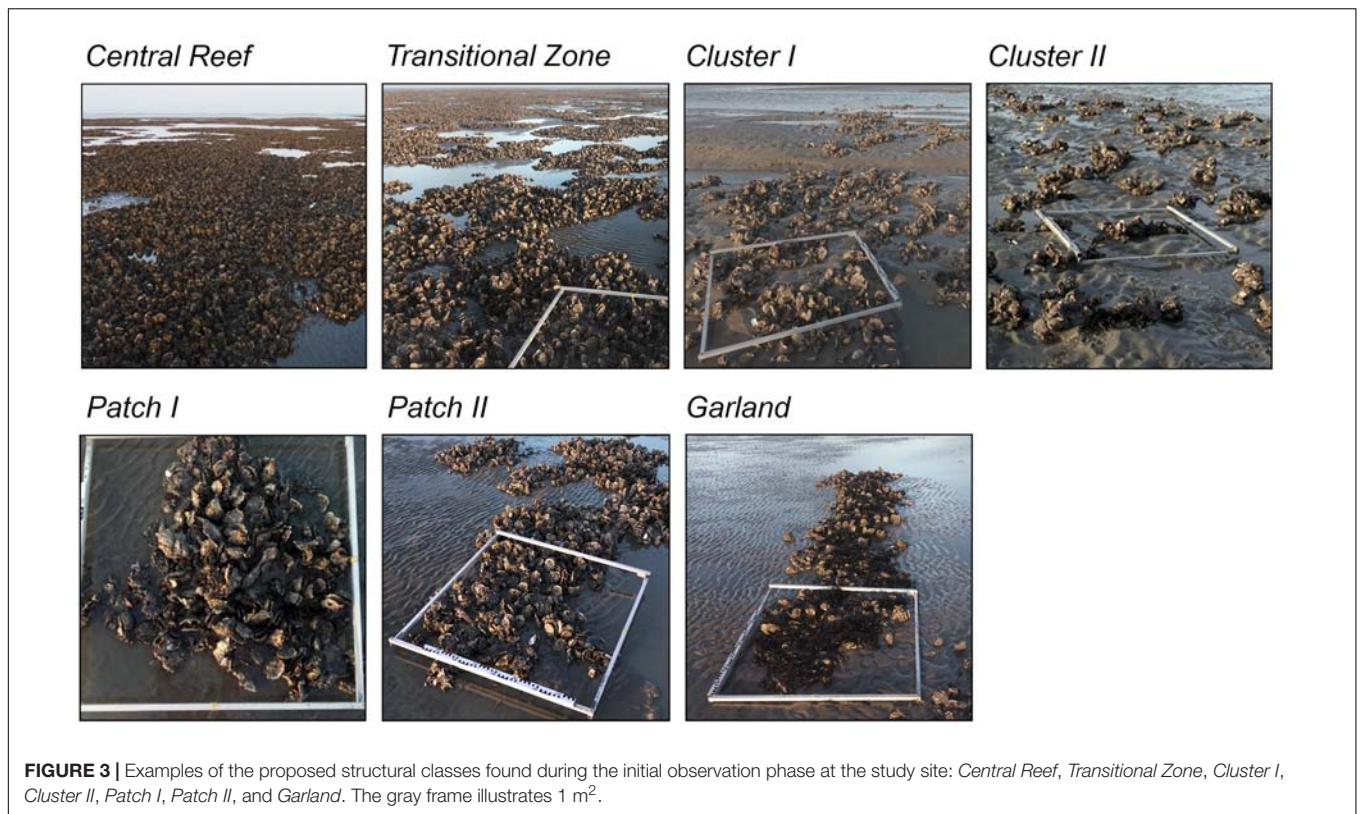 Central Reef
Transitional Zone
Cluster I
Cluster II
Patch I
Patch II
Garland
FIGURE 3 | Examples of the proposed structural classes found during the initial observation phase at the study site: Central Reef, Transitional Zone, Cluster I,
Cluster II, Patch I, Patch II, and Garland. The gray frame illustrates 1 m².